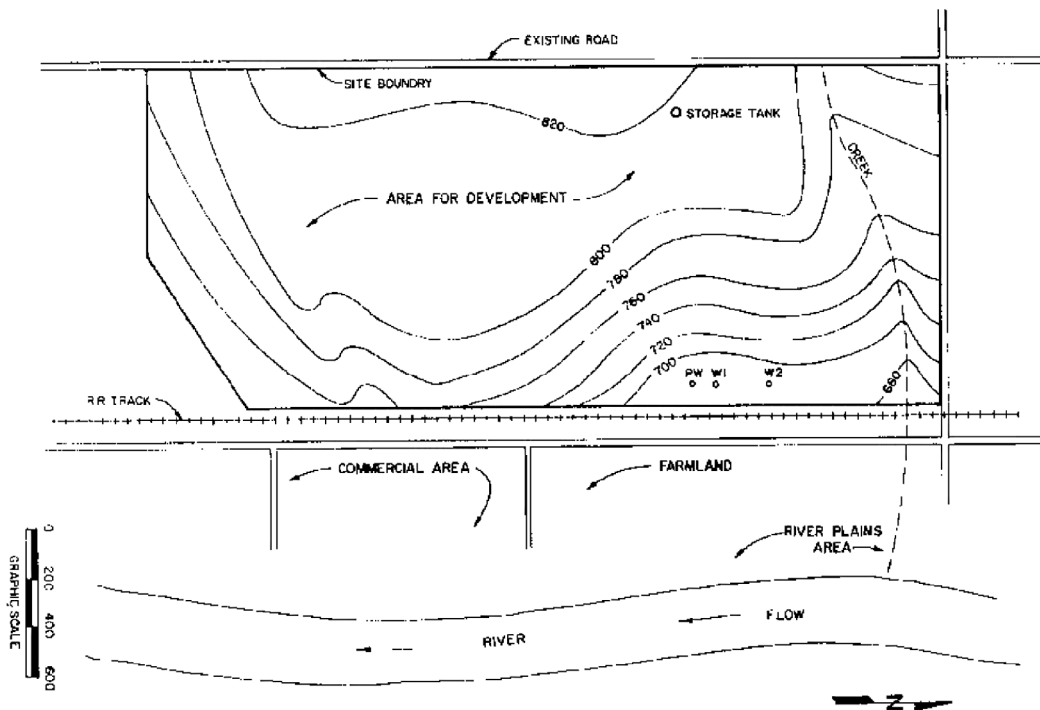 EXISTING ROAD
SITE BOUNDRY
820
STORAGE TANK
CREEK
AREA FOR DEVELOPMENT
800
780
760
740
720
700
PW
W1
W2
680
R.R TRACK
COMMERCIAL AREA
FARMLAND
RIVER PLAINS
AREA
FLOW
RIVER
0
200
400
600
GRAPHIC SCALE
N